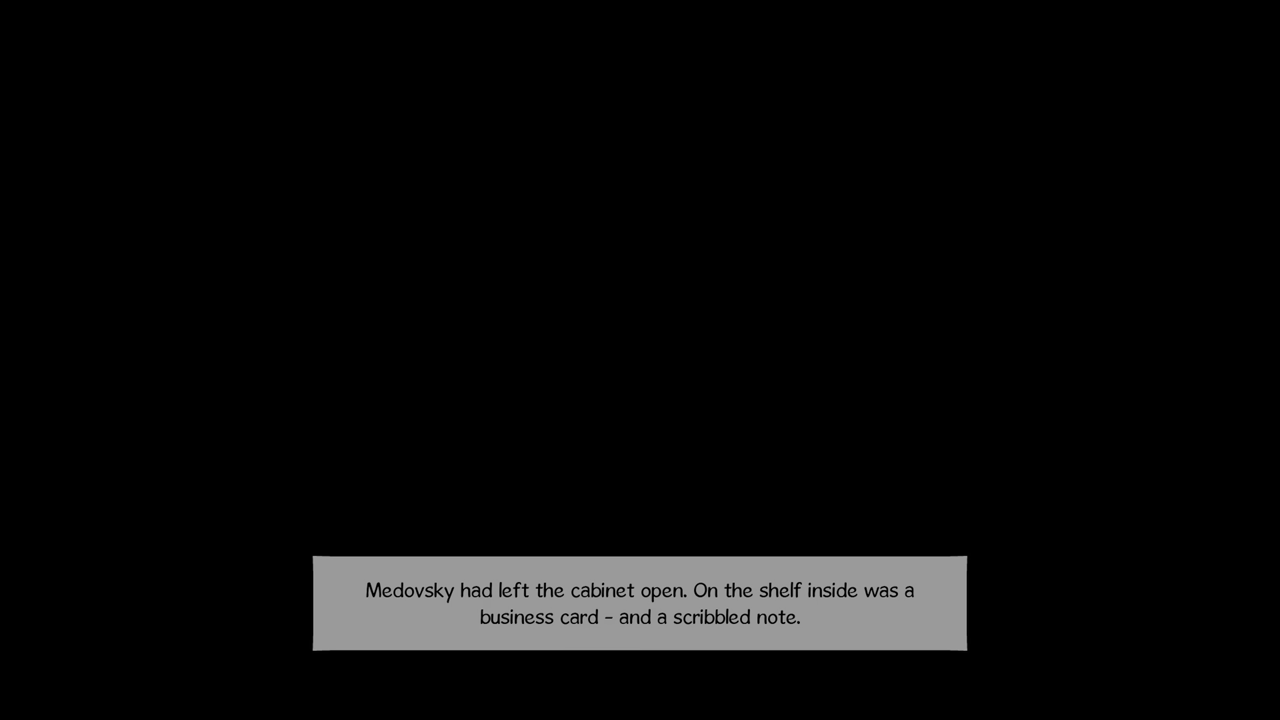 Medovsky had left the cabinet open. On the shelf inside was a
business card - and a scribbled note.